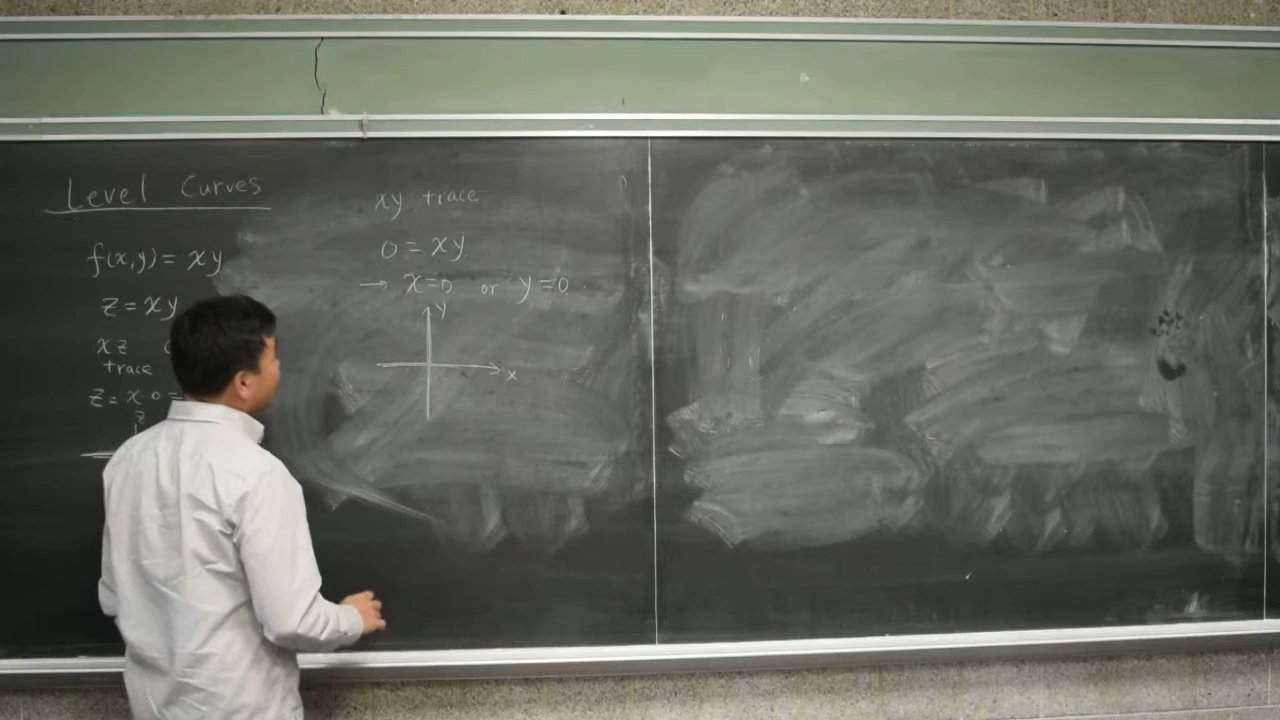 Level Curves
f(x,y) = xy
z = xy
xz
trace
z = x 0 =
z
xy trace
0 = xy
→ x=0 or y=0
y
x